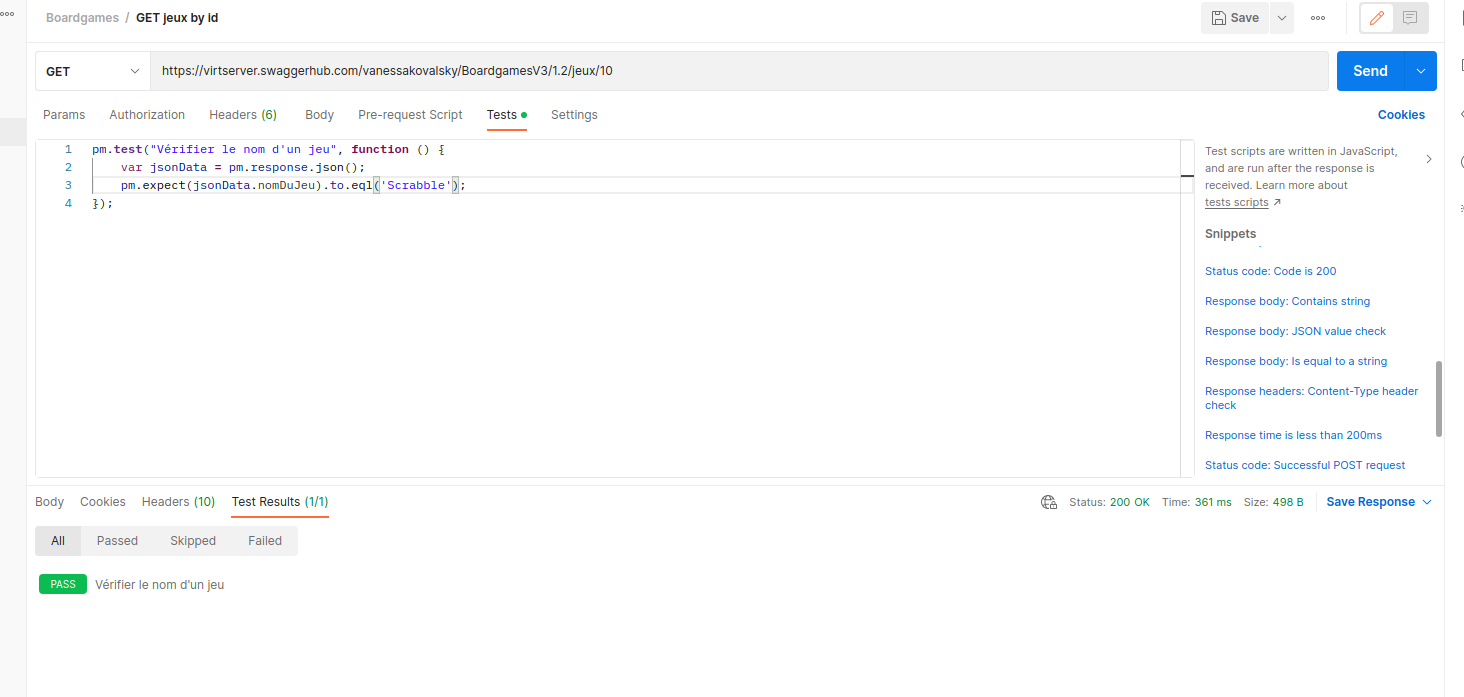 Boardgames / GET jeux by id
Save
GET
https://virtserver.swaggerhub.com/vanessakovalsky/BoardgamesV3/1.2/jeux/10
Send
Params Authorization Headers (6) Body Pre-request Script Tests Settings Cookies
1 pm.test("Vérifier le nom d'un jeu", function () {
2 var jsonData = pm.response.json();
3 pm.expect(jsonData.nomDuJeu).to.eql('Scrabble');
4 });
Test scripts are written in JavaScript,
and are run after the response is
received. Learn more about
tests scripts ↗
Snippets
Status code: Code is 200
Response body: Contains string
Response body: JSON value check
Response body: Is equal to a string
Response headers: Content-Type header
check
Response time is less than 200ms
Status code: Successful POST request
Body Cookies Headers (10) Test Results (1/1) Status: 200 OK Time: 361 ms Size: 498 B Save Response
All Passed Skipped Failed
PASS Vérifier le nom d'un jeu